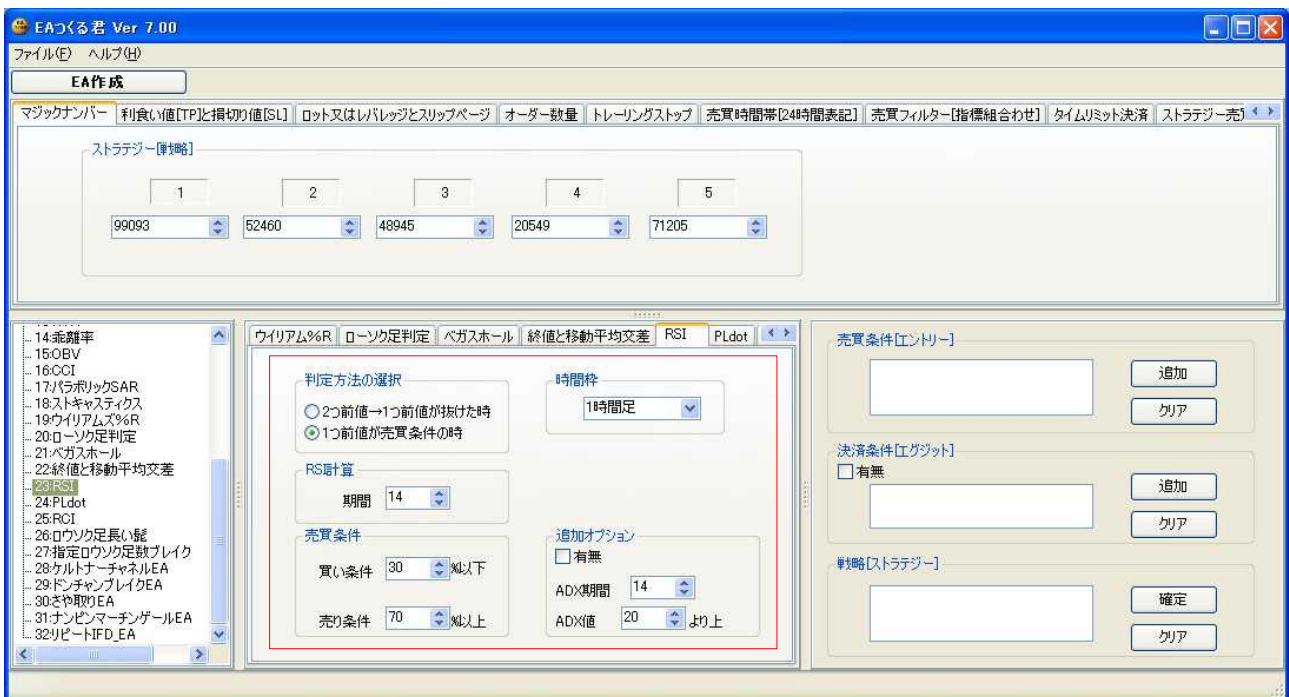 EAつくる君 Ver 7.00
ファイル(F) ヘルプ(H)
EA作成
マジックナンバー 利食い値[TP]と損切り値[SL] ロット又はレバレッジとスリップページ オーダー数量 トレーリングストップ 売買時間帯[24時間表記] 売買フィルター[指標組合わせ] タイムリミット決済 ストラテジー売
ストラテジー[戦略]
1 2 3 4 5
99093 52460 48945 20549 71205
14:乖離率
15:OBV
16:CCI
17:パラボリックSAR
18:ストキャスティクス
19:ウイリアムズ%R
20:ローソク足判定
21:ベガスホール
22:終値と移動平均交差
23:RSI
24:PLdot
25:RCI
26:ロウソク足長い髭
27:指定ロウソク足数ブレイク
28:ケルトナーチャネルEA
29:ドンチャンブレイクEA
30:さや取りEA
31:ナンピンマーチンゲールEA
32:リピートIFD_EA
ウイリアム%R ローソク足判定 ベガスホール 終値と移動平均交差 RSI PLdot
判定方法の選択
2つ前値→1つ前値が抜けた時
1つ前値が売買条件の時
時間枠
1時間足
RSI計算
期間 14
売買条件
買い条件 30 %以下
売り条件 70 %以上
追加オプション
有無
ADX期間 14
ADX値 20 より上
売買条件[エントリー]
追加
クリア
決済条件[エグジット]
有無
追加
クリア
戦略[ストラテジー]
確定
クリア